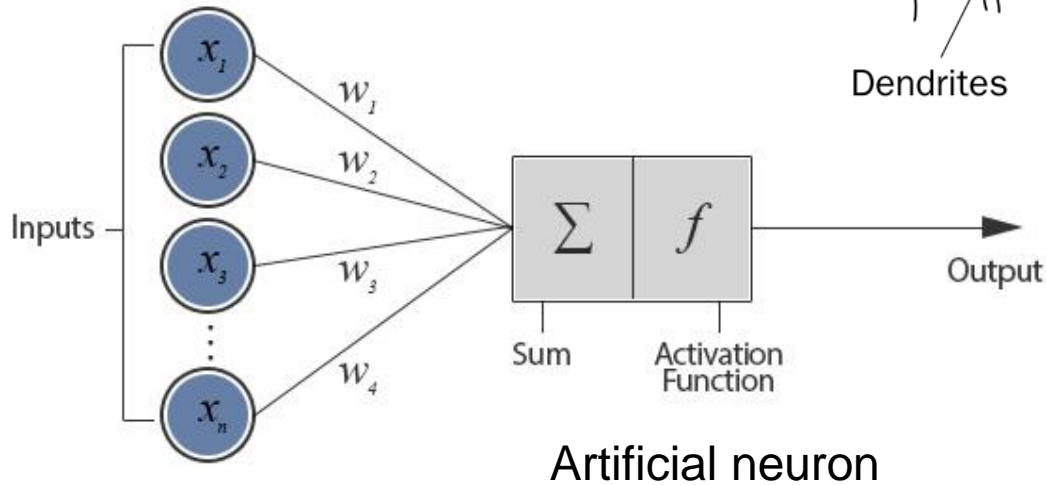 Dendrites
x1
w1
x2
w2
Inputs
x3
w3
Σ f
Output
Sum
Activation
Function
w4
xn
Artificial neuron